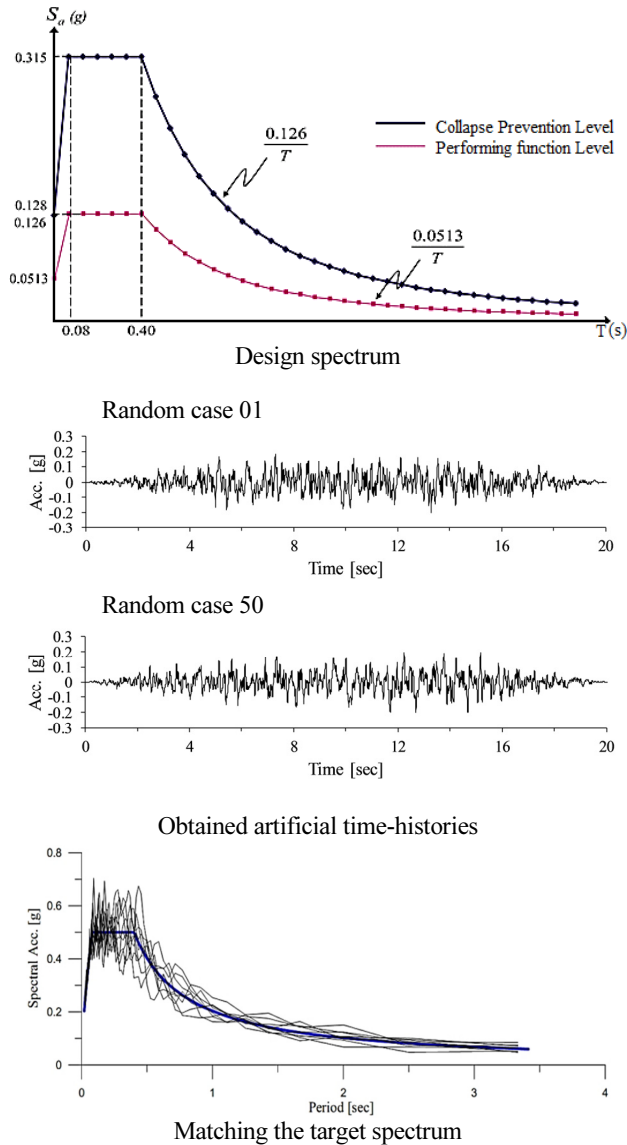 Sa (g)
0.315
0.126
T
Collapse Prevention Level
Performing function Level
0.128
0.126
0.0513
T
0.0513
0.08 0.40 T(s)
Design spectrum
Random case 01
0.3
0.2
0.1
0
-0.1
-0.2
-0.3
Acc. [g]
0 4 8 12 16 20
Time [sec]
Random case 50
0.3
0.2
0.1
0
-0.1
-0.2
-0.3
Acc. [g]
0 4 8 12 16 20
Time [sec]
Obtained artificial time-histories
0.8
0.6
0.4
0.2
0
Spectral Acc. [g]
0 1 2 3 4
Period [sec]
Matching the target spectrum